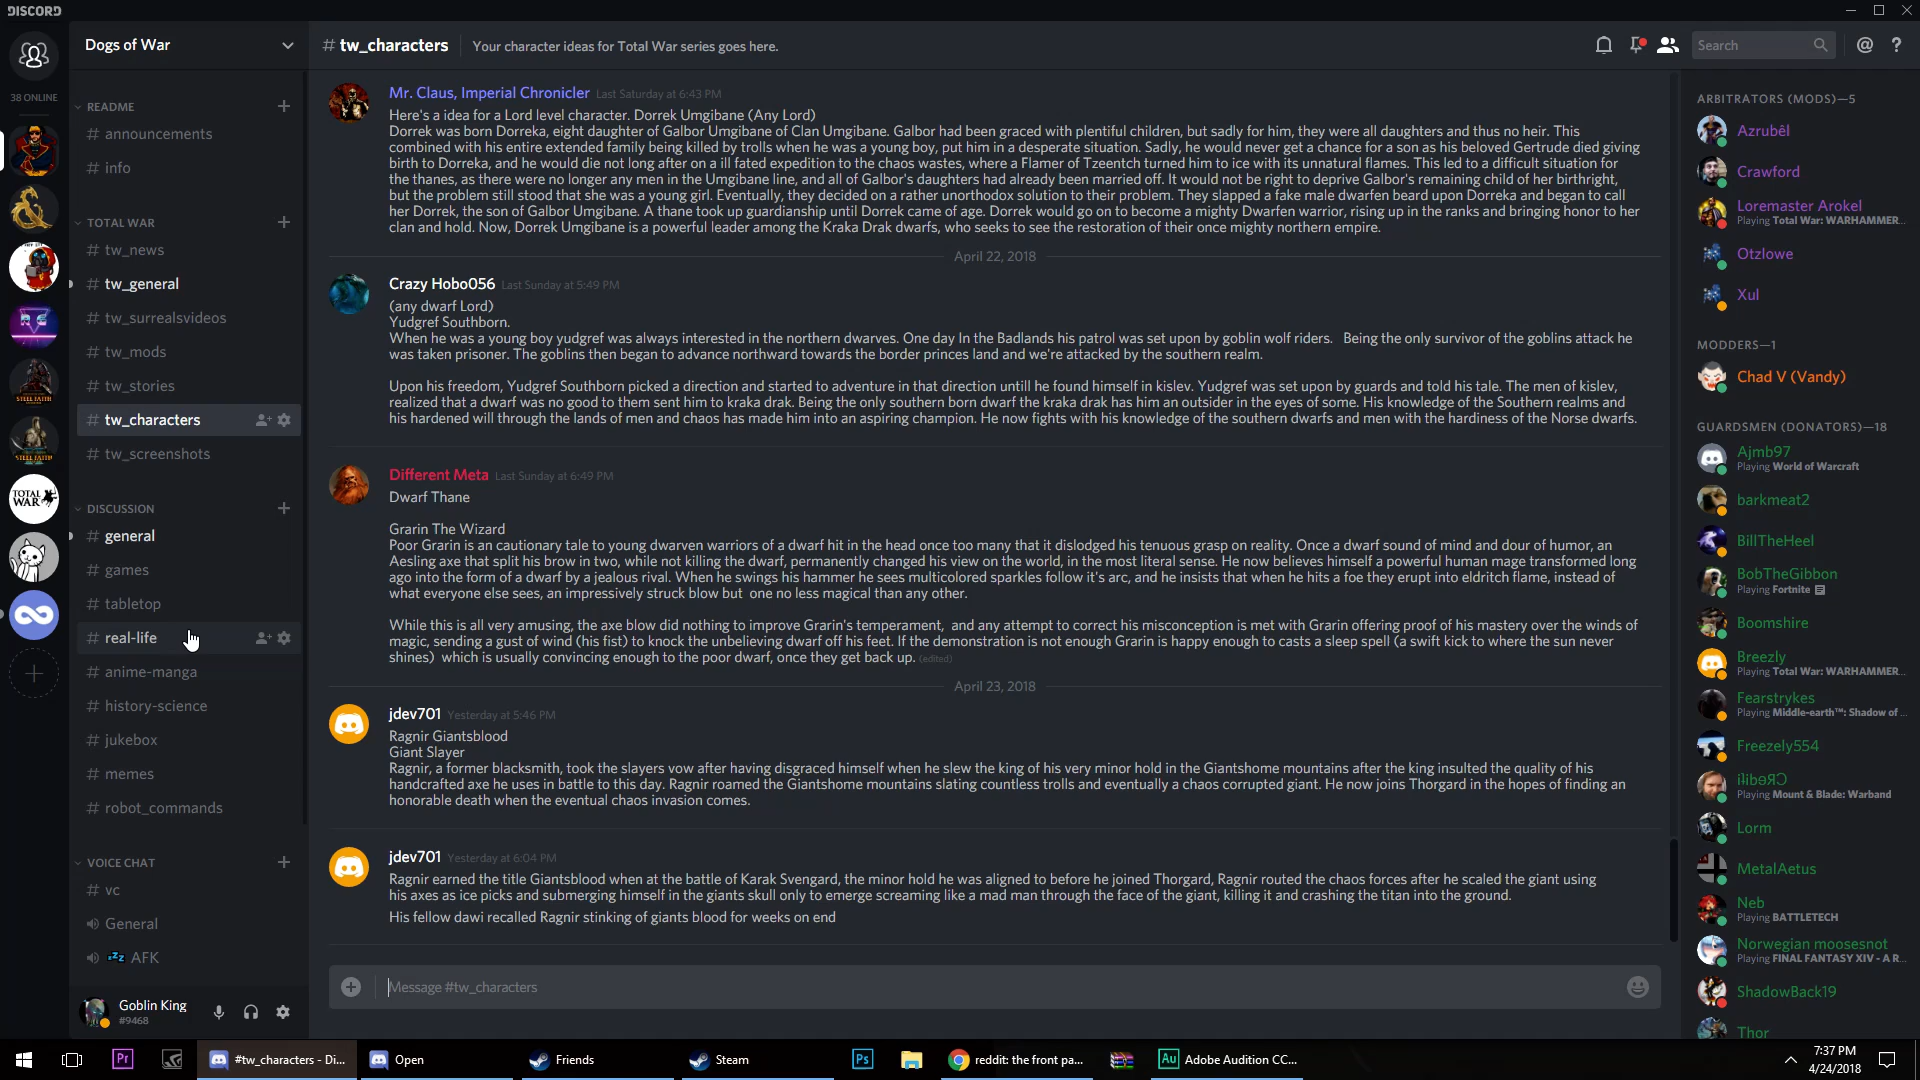 DISCORD
Dogs of War
# tw_characters
Your character ideas for Total War series goes here.
Search
38 ONLINE
README
# announcements
# info
TOTAL WAR
# tw_news
# tw_general
# tw_surrealsvideos
# tw_mods
# tw_stories
# tw_characters
# tw_screenshots
DISCUSSION
# general
# games
# tabletop
# real-life
# anime-manga
# history-science
# jukebox
# memes
# robot_commands
VOICE CHAT
# vc
General
AFK
Goblin King
#9468
STEEL FAITH
STEEL FAITH
TOTAL WAR
Mr. Claus, Imperial Chronicler Last Saturday at 6:43 PM
Here's a idea for a Lord level character. Dorrek Umgibane (Any Lord)
Dorrek was born Dorreka, eight daughter of Galbor Umgibane of Clan Umgibane. Galbor had been graced with plentiful children, but sadly for him, they were all daughters and thus no heir. This
combined with his entire extended family being killed by trolls when he was a young boy, put him in a desperate situation. Sadly, he would never get a chance for a son as his beloved Gertrude died giving
birth to Dorreka, and he would die not long after on a ill fated expedition to the chaos wastes, where a Flamer of Tzeentch turned him to ice with its unnatural flames. This led to a difficult situation for
the thanes, as there were no longer any men in the Umgibane line, and all of Galbor's daughters had already been married off. It would not be right to deprive Galbor's remaining child of her birthright,
but the problem still stood that she was a young girl. Eventually, they decided on a rather unorthodox solution to their problem. They slapped a fake male dwarfen beard upon Dorreka and began to call
her Dorrek, the son of Galbor Umgibane. A thane took up guardianship until Dorrek came of age. Dorrek would go on to become a mighty Dwarfen warrior, rising up in the ranks and bringing honor to her
clan and hold. Now, Dorrek Umgibane is a powerful leader among the Kraka Drak dwarfs, who seeks to see the restoration of their once mighty northern empire.
April 22, 2018
Crazy Hobo056 Last Sunday at 5:49 PM
(any dwarf Lord)
Yudgref Southborn.
When he was a young boy yudgref was always interested in the northern dwarves. One day In the Badlands his patrol was set upon by goblin wolf riders. Being the only survivor of the goblins attack he
was taken prisoner. The goblins then began to advance northward towards the border princes land and we're attacked by the southern realm.
Upon his freedom, Yudgref Southborn picked a direction and started to adventure in that direction untill he found himself in kislev. Yudgref was set upon by guards and told his tale. The men of kislev,
realized that a dwarf was no good to them sent him to kraka drak. Being the only southern born dwarf the kraka drak has him an outsider in the eyes of some. His knowledge of the Southern realms and
his hardened will through the lands of men and chaos has made him into an aspiring champion. He now fights with his knowledge of the southern dwarfs and men with the hardiness of the Norse dwarfs.
Different Meta Last Sunday at 6:49 PM
Dwarf Thane
Grarin The Wizard
Poor Grarin is an cautionary tale to young dwarven warriors of a dwarf hit in the head once too many that it dislodged his tenuous grasp on reality. Once a dwarf sound of mind and dour of humor, an
Aesling axe that split his brow in two, while not killing the dwarf, permanently changed his view on the world, in the most literal sense. He now believes himself a powerful human mage transformed long
ago into the form of a dwarf by a jealous rival. When he swings his hammer he sees multicolored sparkles follow it's arc, and he insists that when he hits a foe they erupt into eldritch flame, instead of
what everyone else sees, an impressively struck blow but one no less magical than any other.
While this is all very amusing, the axe blow did nothing to improve Grarin's temperament, and any attempt to correct his misconception is met with Grarin offering proof of his mastery over the winds of
magic, sending a gust of wind (his fist) to knock the unbelieving dwarf off his feet. If the demonstration is not enough Grarin is happy enough to casts a sleep spell (a swift kick to where the sun never
shines) which is usually convincing enough to the poor dwarf, once they get back up. (edited)
April 23, 2018
jdev701 Yesterday at 5:46 PM
Ragnir Giantsblood
Giant Slayer
Ragnir, a former blacksmith, took the slayers vow after having disgraced himself when he slew the king of his very minor hold in the Giantshome mountains after the king insulted the quality of his
handcrafted axe he uses in battle to this day. Ragnir roamed the Giantshome mountains slating countless trolls and eventually a chaos corrupted giant. He now joins Thorgard in the hopes of finding an
honorable death when the eventual chaos invasion comes.
jdev701 Yesterday at 6:04 PM
Ragnir earned the title Giantsblood when at the battle of Karak Svengard, the minor hold he was aligned to before he joined Thorgard, Ragnir routed the chaos forces after he scaled the giant using
his axes as ice picks and submerging himself in the giants skull only to emerge screaming like a mad man through the face of the giant, killing it and crashing the titan into the ground.
His fellow dawi recalled Ragnir stinking of giants blood for weeks on end
Message #tw_characters
ARBITRATORS (MODS)—5
Azrubêl
Crawford
Loremaster Arokel
Playing Total War: WARHAMMER...
Otzlowe
Xul
MODDERS—1
Chad V (Vandy)
GUARDSMEN (DONATORS)—18
Ajmb97
Playing World of Warcraft
barkmeat2
BillTheHeel
BobTheGibbon
Playing Fortnite
Boomshire
Breezly
Playing Total War: WARHAMMER...
Fearstrykes
Playing Middle-earth™: Shadow of ...
Freezely554
Playing Mount & Blade: Warband
Lorm
MetalAetus
Neb
Playing BATTLETECH
Norwegian moosesnot
Playing FINAL FANTASY XIV - A R...
ShadowBack19
Thor
Pr
#tw_characters - Di...
Open
Friends
Steam
Ps
reddit: the front pa...
Au
Adobe Audition CC...
7:37 PM
4/24/2018